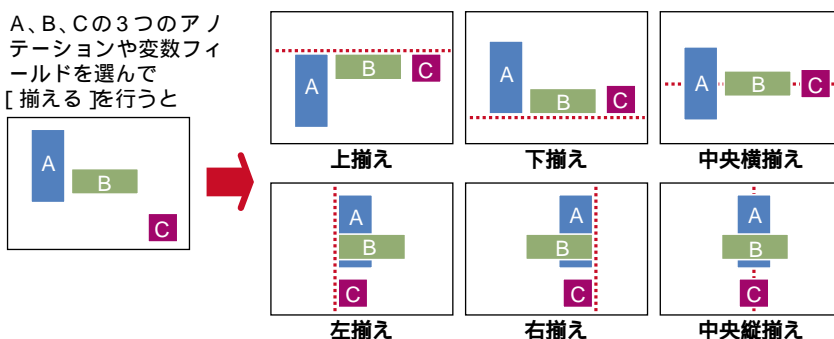 A、B、Cの3つのアノ
テーションや変数フィ
ールドを選んで
[ 揃える ]を行うと
A
B
C
A
B
C
上揃え
A
B
C
下揃え
A
B
C
中央横揃え
A
B
C
左揃え
A
B
C
右揃え
A
B
C
中央縦揃え